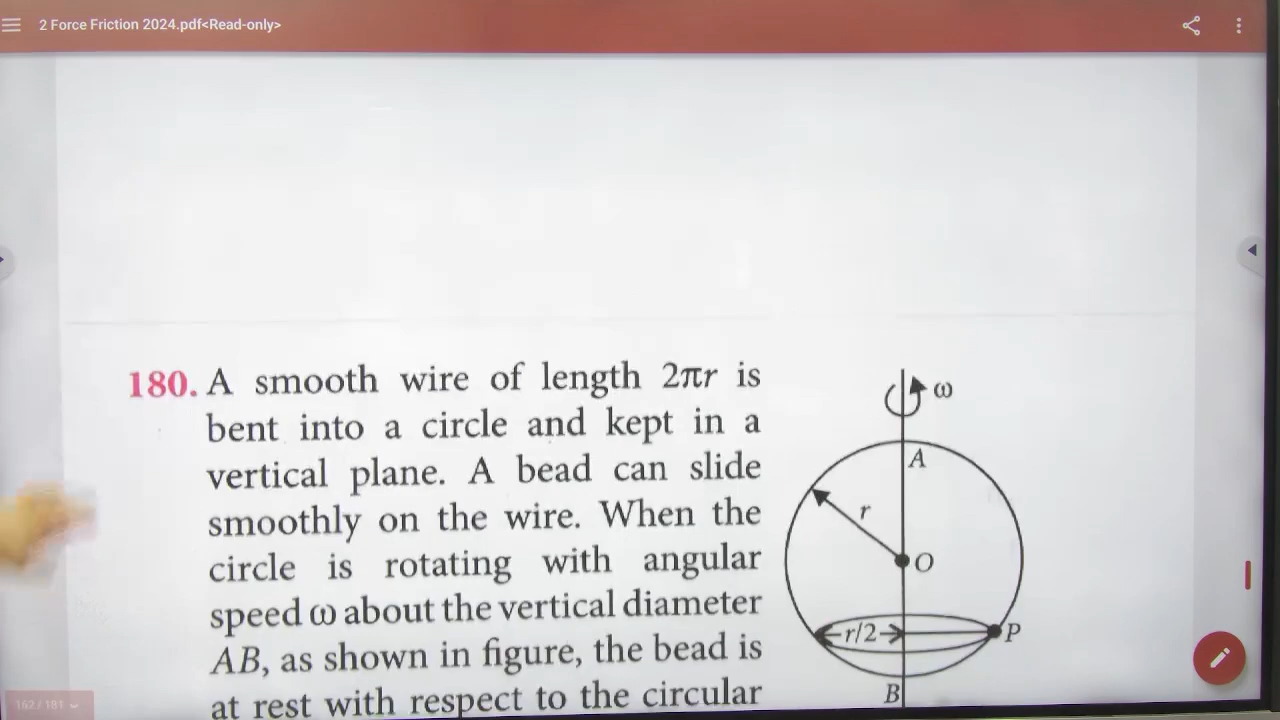 2 Force Friction 2024.pdf<Read-only>
180. A smooth wire of length 2πr is
bent into a circle and kept in a
vertical plane. A bead can slide
smoothly on the wire. When the
circle is rotating with angular
speed ω about the vertical diameter
AB, as shown in figure, the bead is
at rest with respect to the circular
ω
A
r
O
r/2
P
B
162 / 181